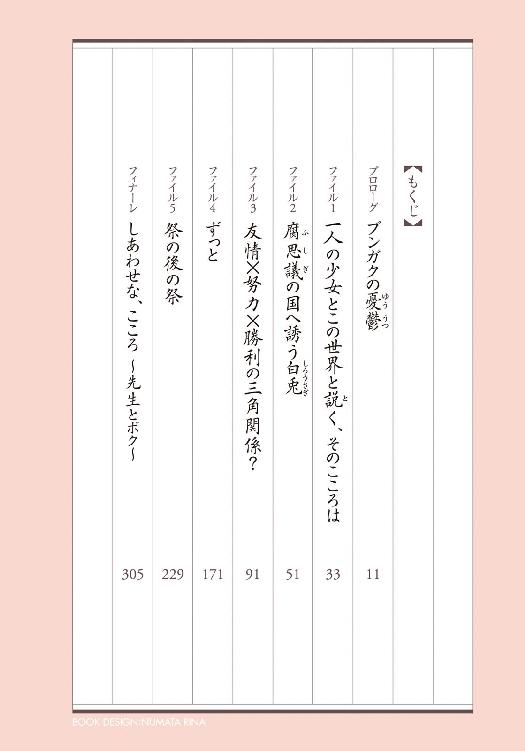 【もくじ】
プロローグ ブンガクの憂鬱 11
ファイル1 一人の少女とこの世界と説く、そのこころは 33
ファイル2 腐思議の国へ誘う白兎 51
ファイル3 友情×努力×勝利の三角関係? 91
ファイル4 ずっと 171
ファイル5 祭の後の祭 229
フィナーレ しあわせな、こころ ～先生とボク～ 305
BOOK DESIGN:NUMATA RINA